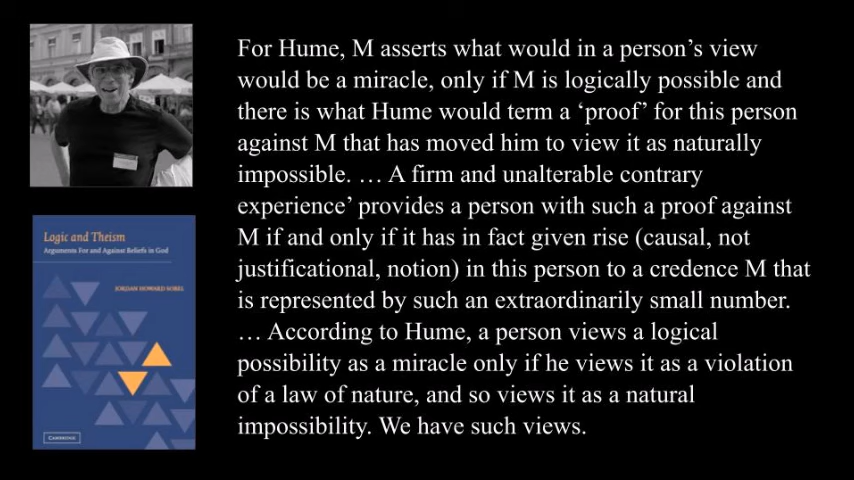 For Hume, M asserts what would in a person’s view
would be a miracle, only if M is logically possible and
there is what Hume would term a ‘proof’ for this person
against M that has moved him to view it as naturally
impossible. … A firm and unalterable contrary
experience’ provides a person with such a proof against
M if and only if it has in fact given rise (causal, not
justificational, notion) in this person to a credence M that
is represented by such an extraordinarily small number.
… According to Hume, a person views a logical
possibility as a miracle only if he views it as a violation
of a law of nature, and so views it as a natural
impossibility. We have such views.
Logic and Theism
Arguments For and Against Beliefs in God
JORDAN HOWARD SOBEL
CAMBRIDGE